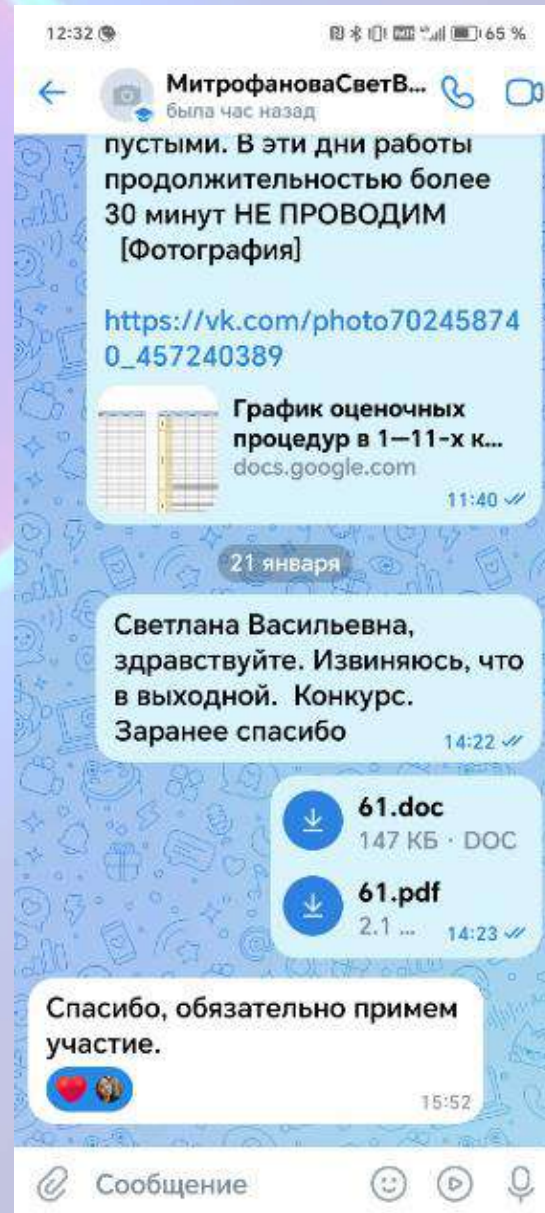 12:32
65 %
МитрофановаСветВ...
была час назад
пустыми. В эти дни работы
продолжительностью более
30 минут НЕ ПРОВОДИМ
[Фотография]
https://vk.com/photo70245874
0_457240389
График оценочных
процедур в 1—11-х к...
docs.google.com
11:40
21 января
Светлана Васильевна,
здравствуйте. Извиняюсь, что
в выходной. Конкурс.
Заранее спасибо
14:22
61.doc
147 КБ · DOC
61.pdf
2.1 ...
14:23
Спасибо, обязательно примем
участие.
15:52
Сообщение